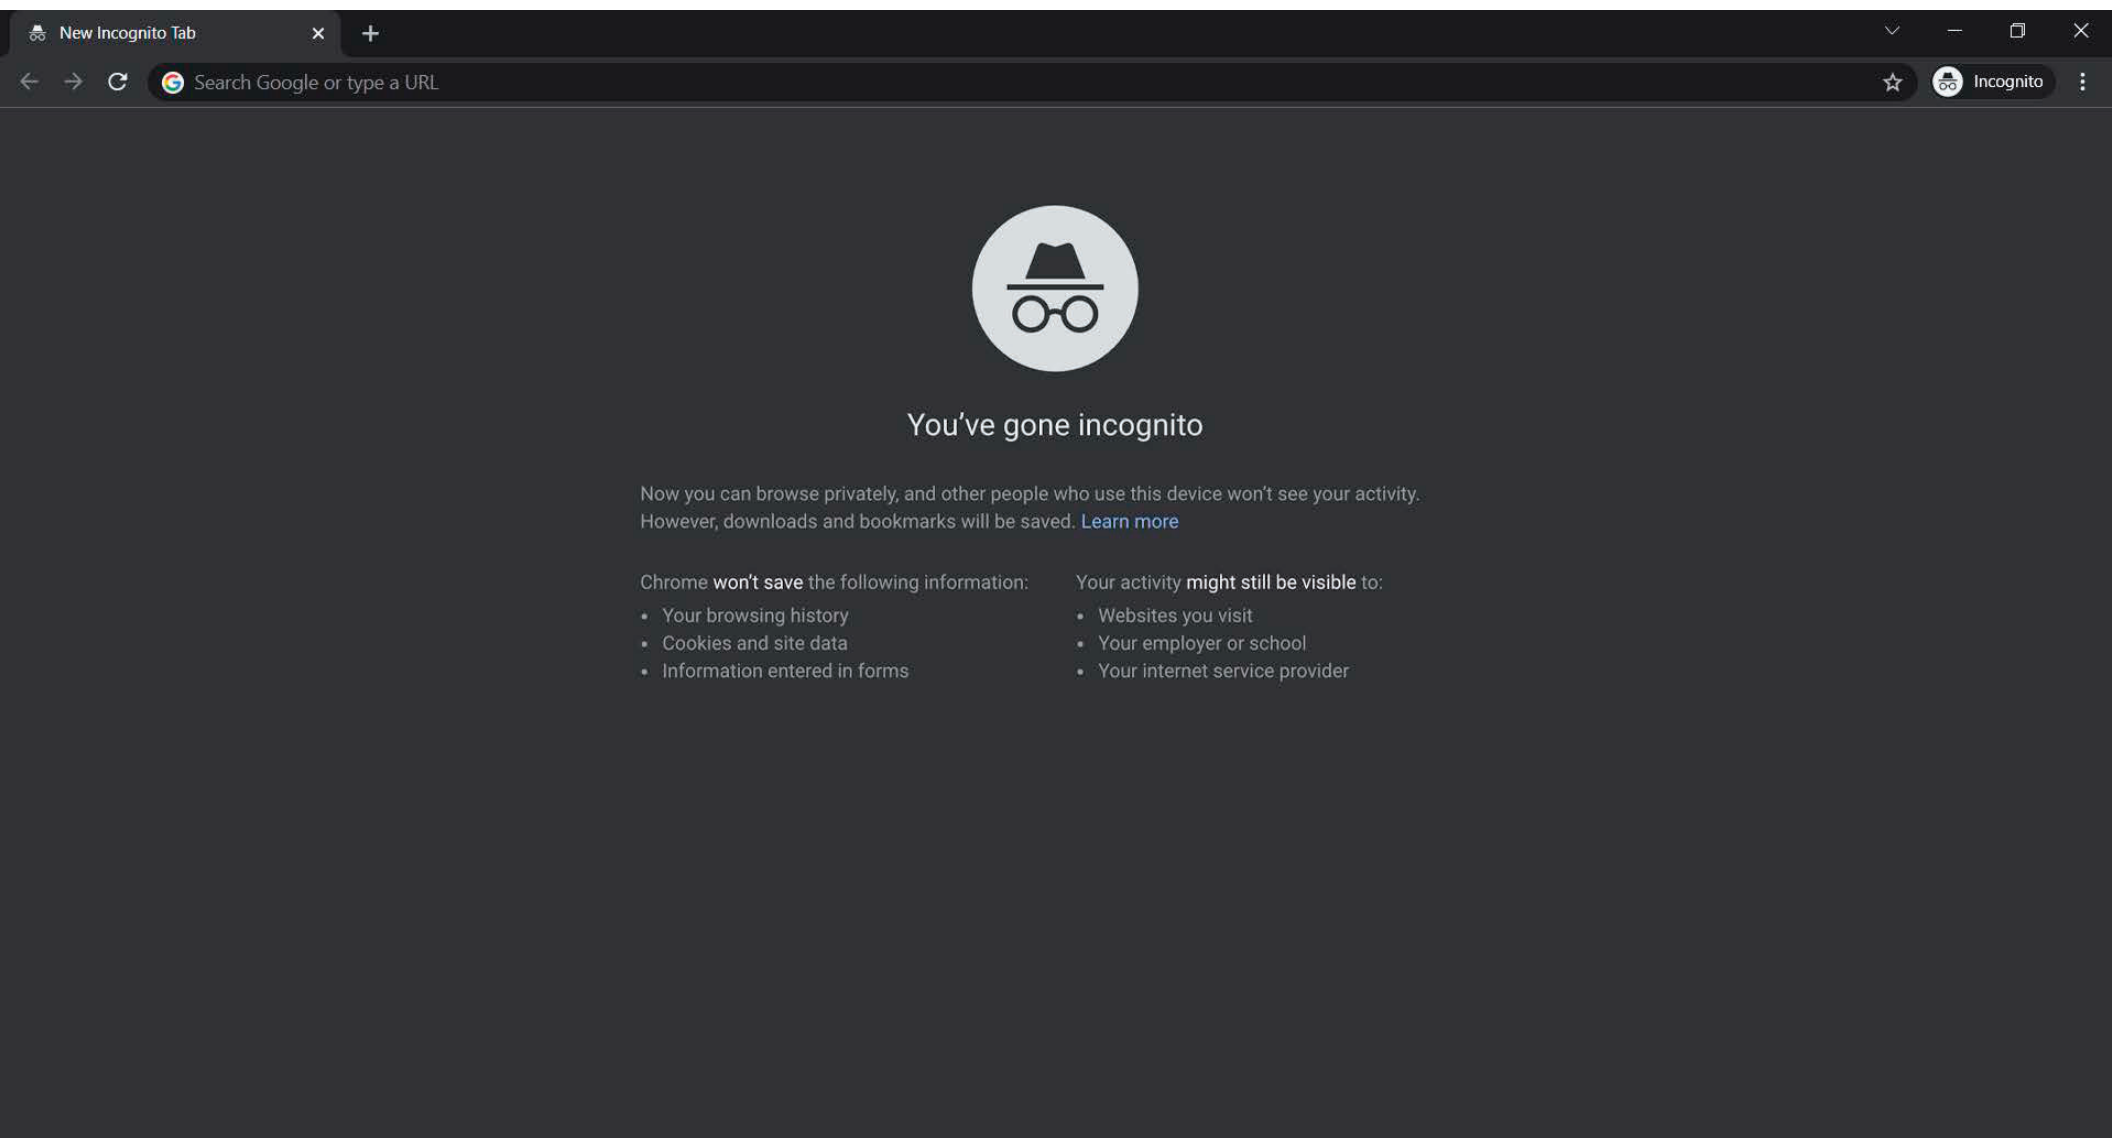 New Incognito Tab
Search Google or type a URL
Incognito
You've gone incognito
Now you can browse privately, and other people who use this device won't see your activity.
However, downloads and bookmarks will be saved. Learn more
Chrome won't save the following information:
• Your browsing history
• Cookies and site data
• Information entered in forms
Your activity might still be visible to:
• Websites you visit
• Your employer or school
• Your internet service provider